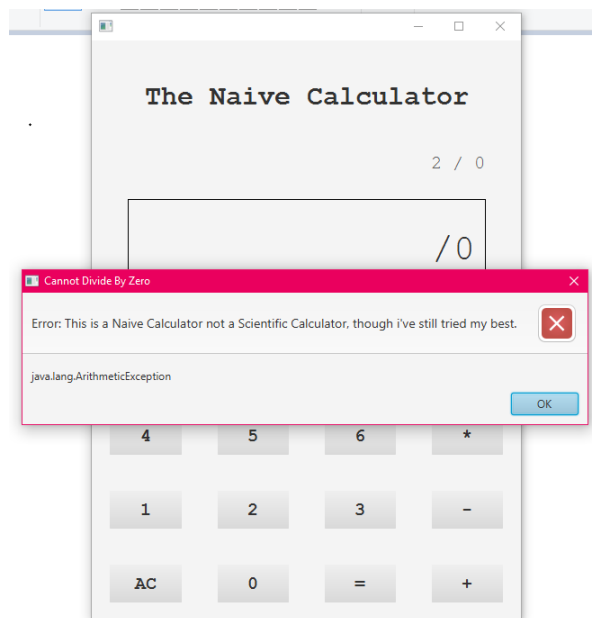 The Naive Calculator
.
2 / 0
/0
Cannot Divide By Zero
Error: This is a Naive Calculator not a Scientific Calculator, though i've still tried my best.
java.lang.ArithmeticException
OK
4 5 6 *
1 2 3 -
AC 0 = +